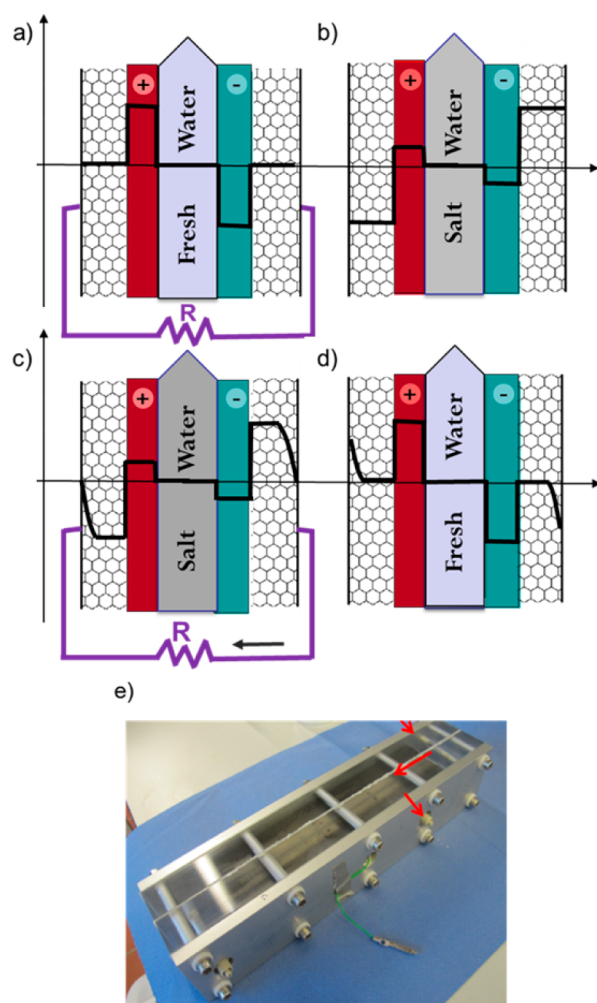 a)
+
-
Water
Fresh
R
b)
+
-
Water
Salt
c)
+
-
Water
Salt
R
d)
+
-
Water
Fresh
e)